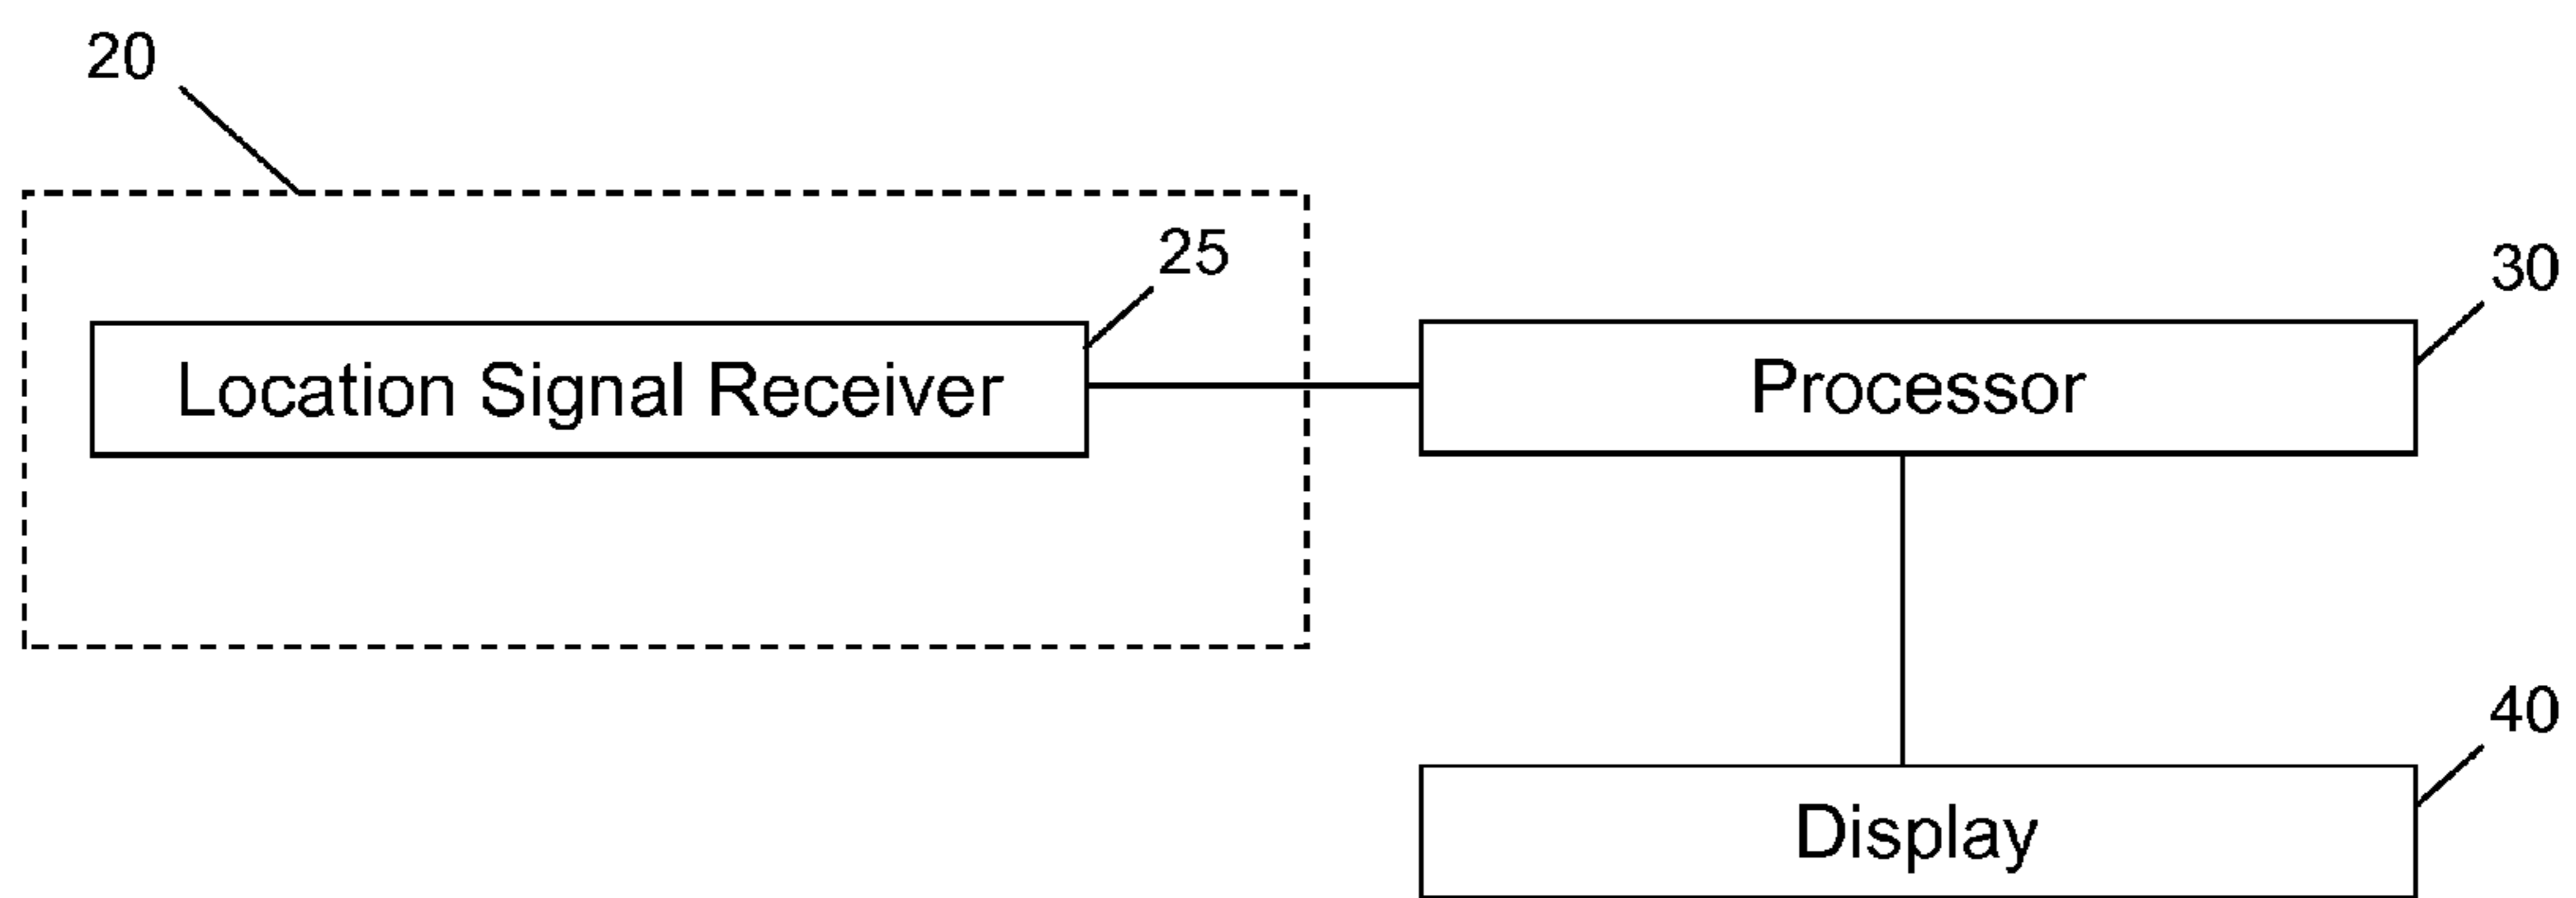 20
25
30
Location Signal Receiver
Processor
40
Display